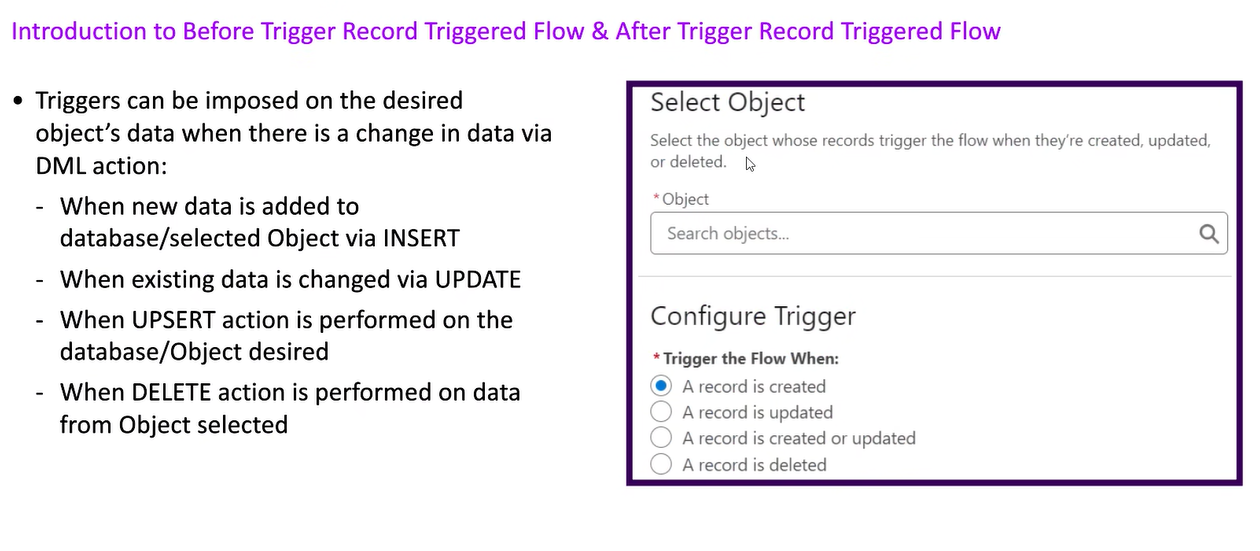 Introduction to Before Trigger Record Triggered Flow & After Trigger Record Triggered Flow
• Triggers can be imposed on the desired
object's data when there is a change in data via
DML action:
- When new data is added to
database/selected Object via INSERT
- When existing data is changed via UPDATE
- When UPSERT action is performed on the
database/Object desired
- When DELETE action is performed on data
from Object selected
Select Object
Select the object whose records trigger the flow when they're created, updated,
or deleted.
*Object
Search objects...
Configure Trigger
*Trigger the Flow When:
A record is created
A record is updated
A record is created or updated
A record is deleted